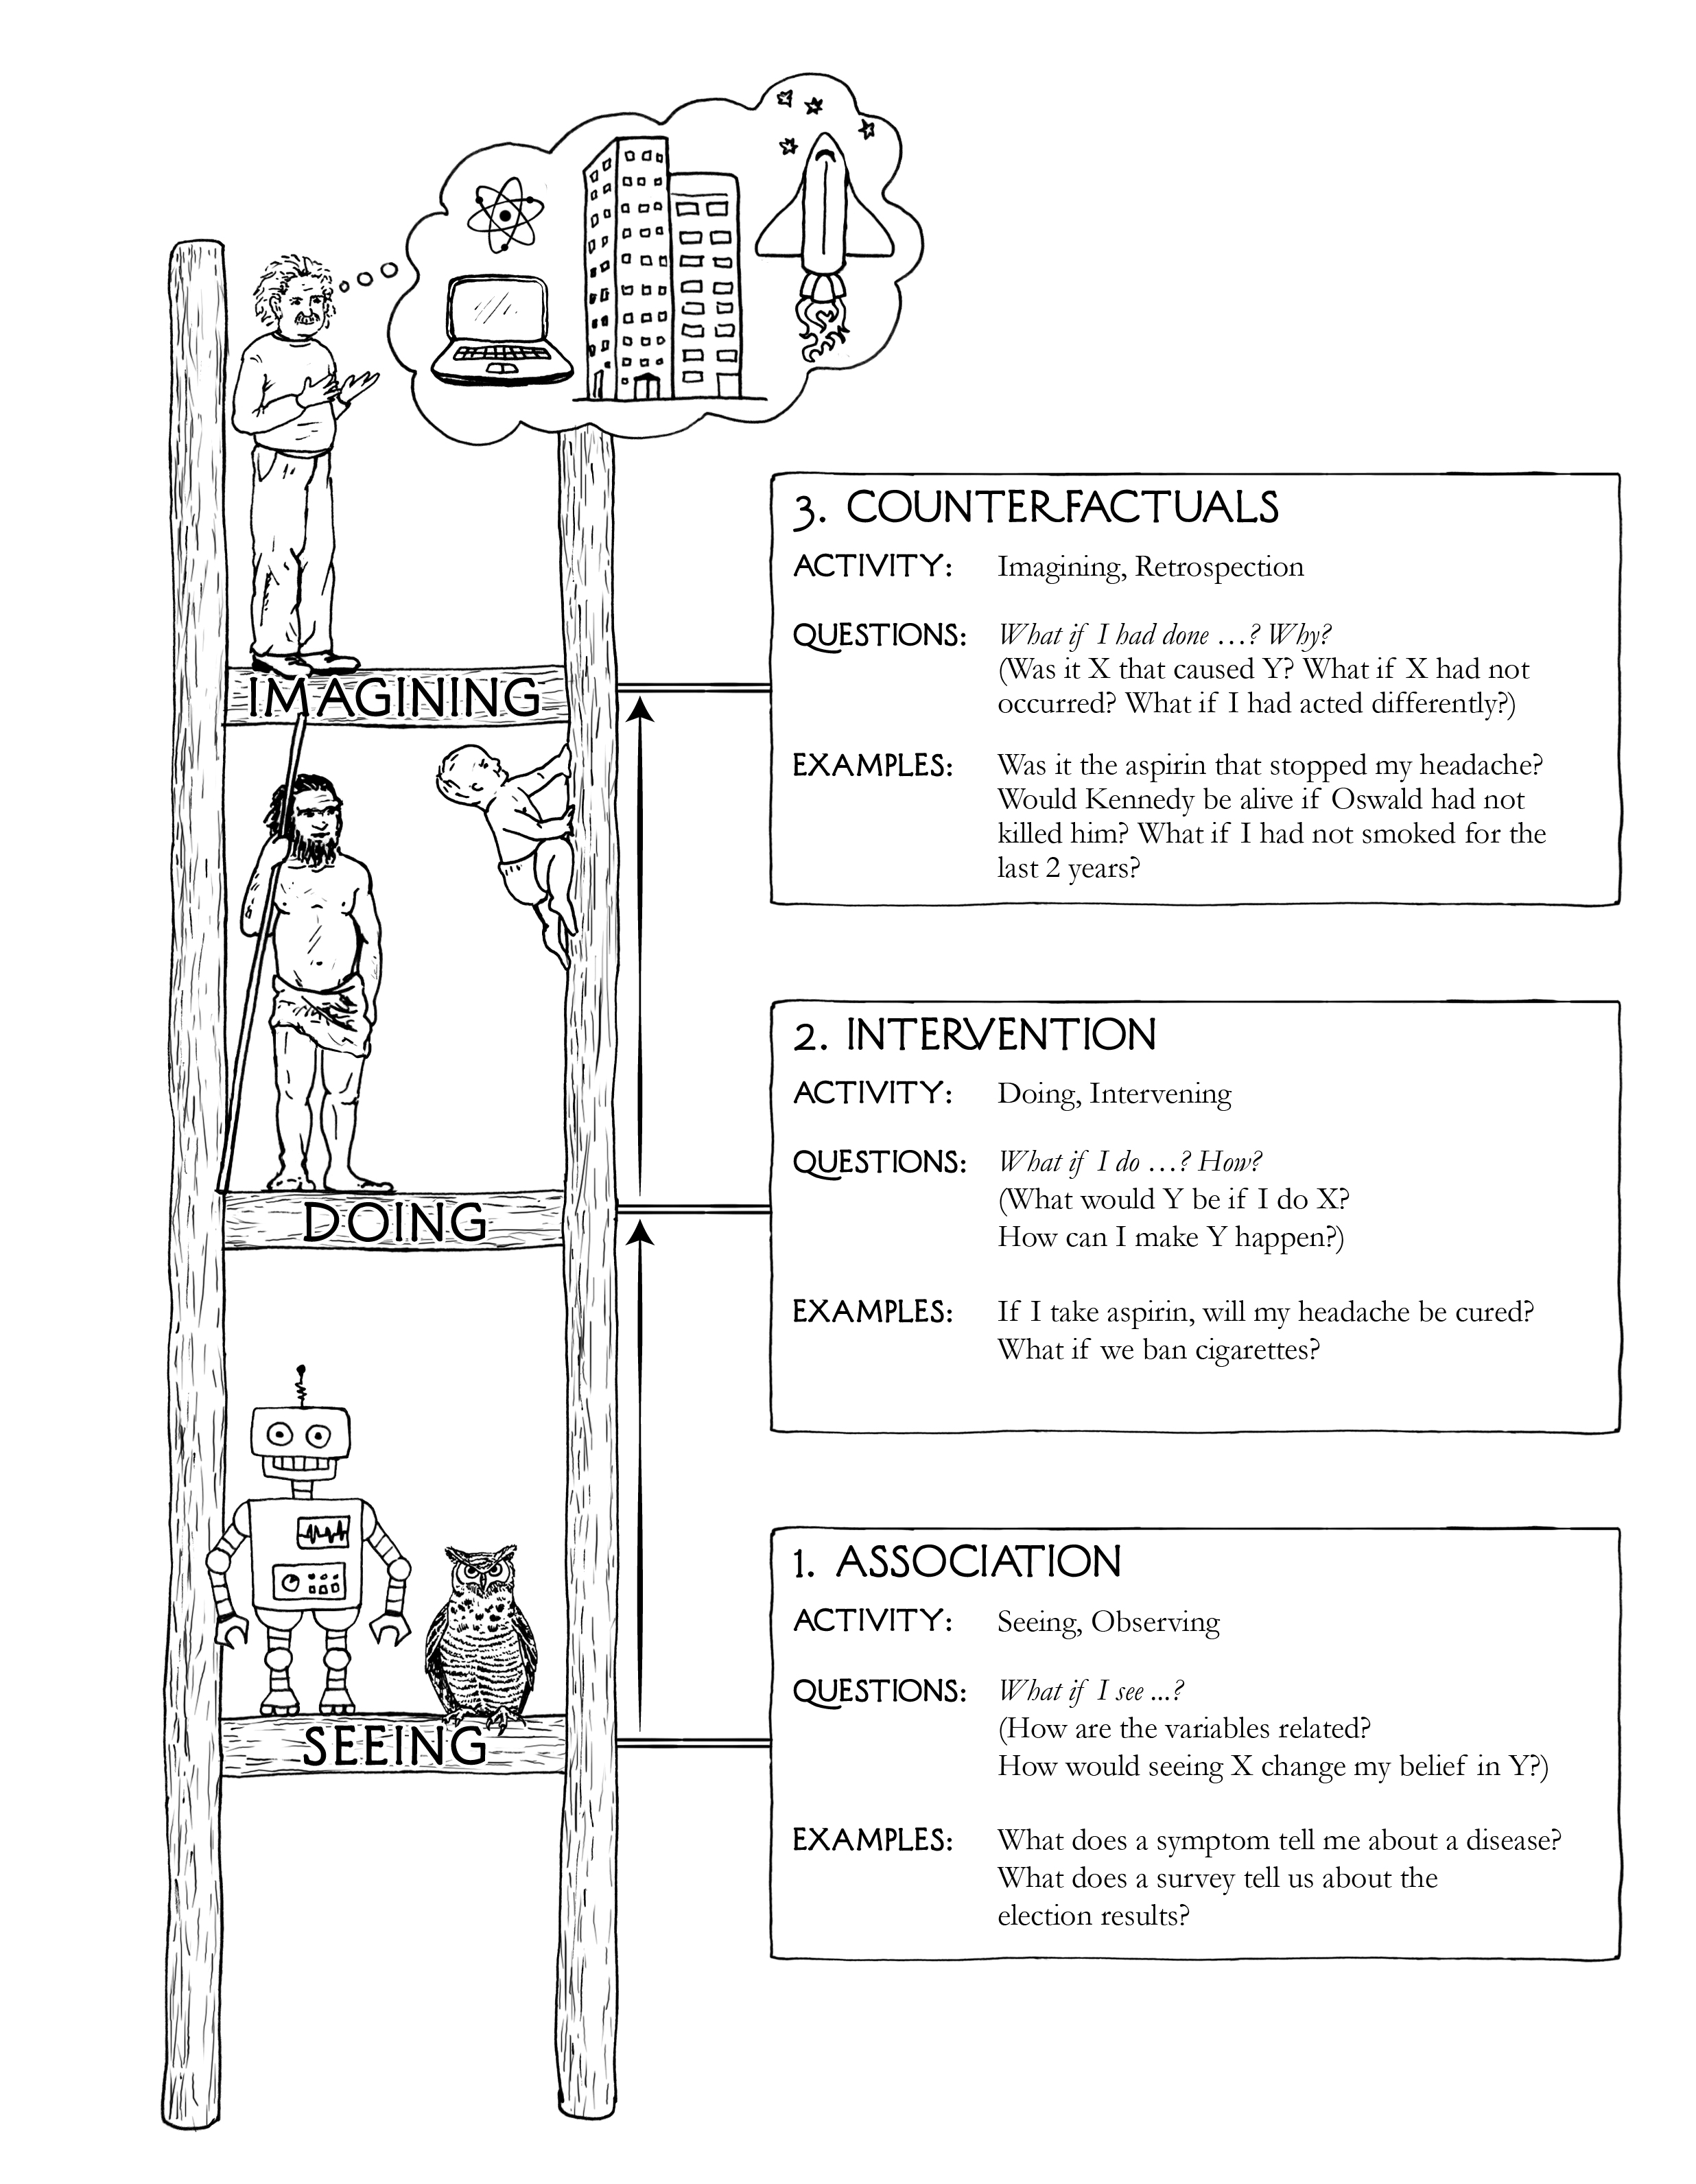 3. COUNTERFACTUALS
ACTIVITY: Imagining, Retrospection
QUESTIONS: What if I had done …? Why?
(Was it X that caused Y? What if X had not
occurred? What if I had acted differently?)
EXAMPLES: Was it the aspirin that stopped my headache?
Would Kennedy be alive if Oswald had not
killed him? What if I had not smoked for the
last 2 years?
IMAGINING
2. INTERVENTION
ACTIVITY: Doing, Intervening
QUESTIONS: What if I do …? How?
(What would Y be if I do X?
How can I make Y happen?)
EXAMPLES: If I take aspirin, will my headache be cured?
What if we ban cigarettes?
DOING
1. ASSOCIATION
ACTIVITY: Seeing, Observing
QUESTIONS: What if I see ...?
(How are the variables related?
How would seeing X change my belief in Y?)
EXAMPLES: What does a symptom tell me about a disease?
What does a survey tell us about the
election results?
SEEING